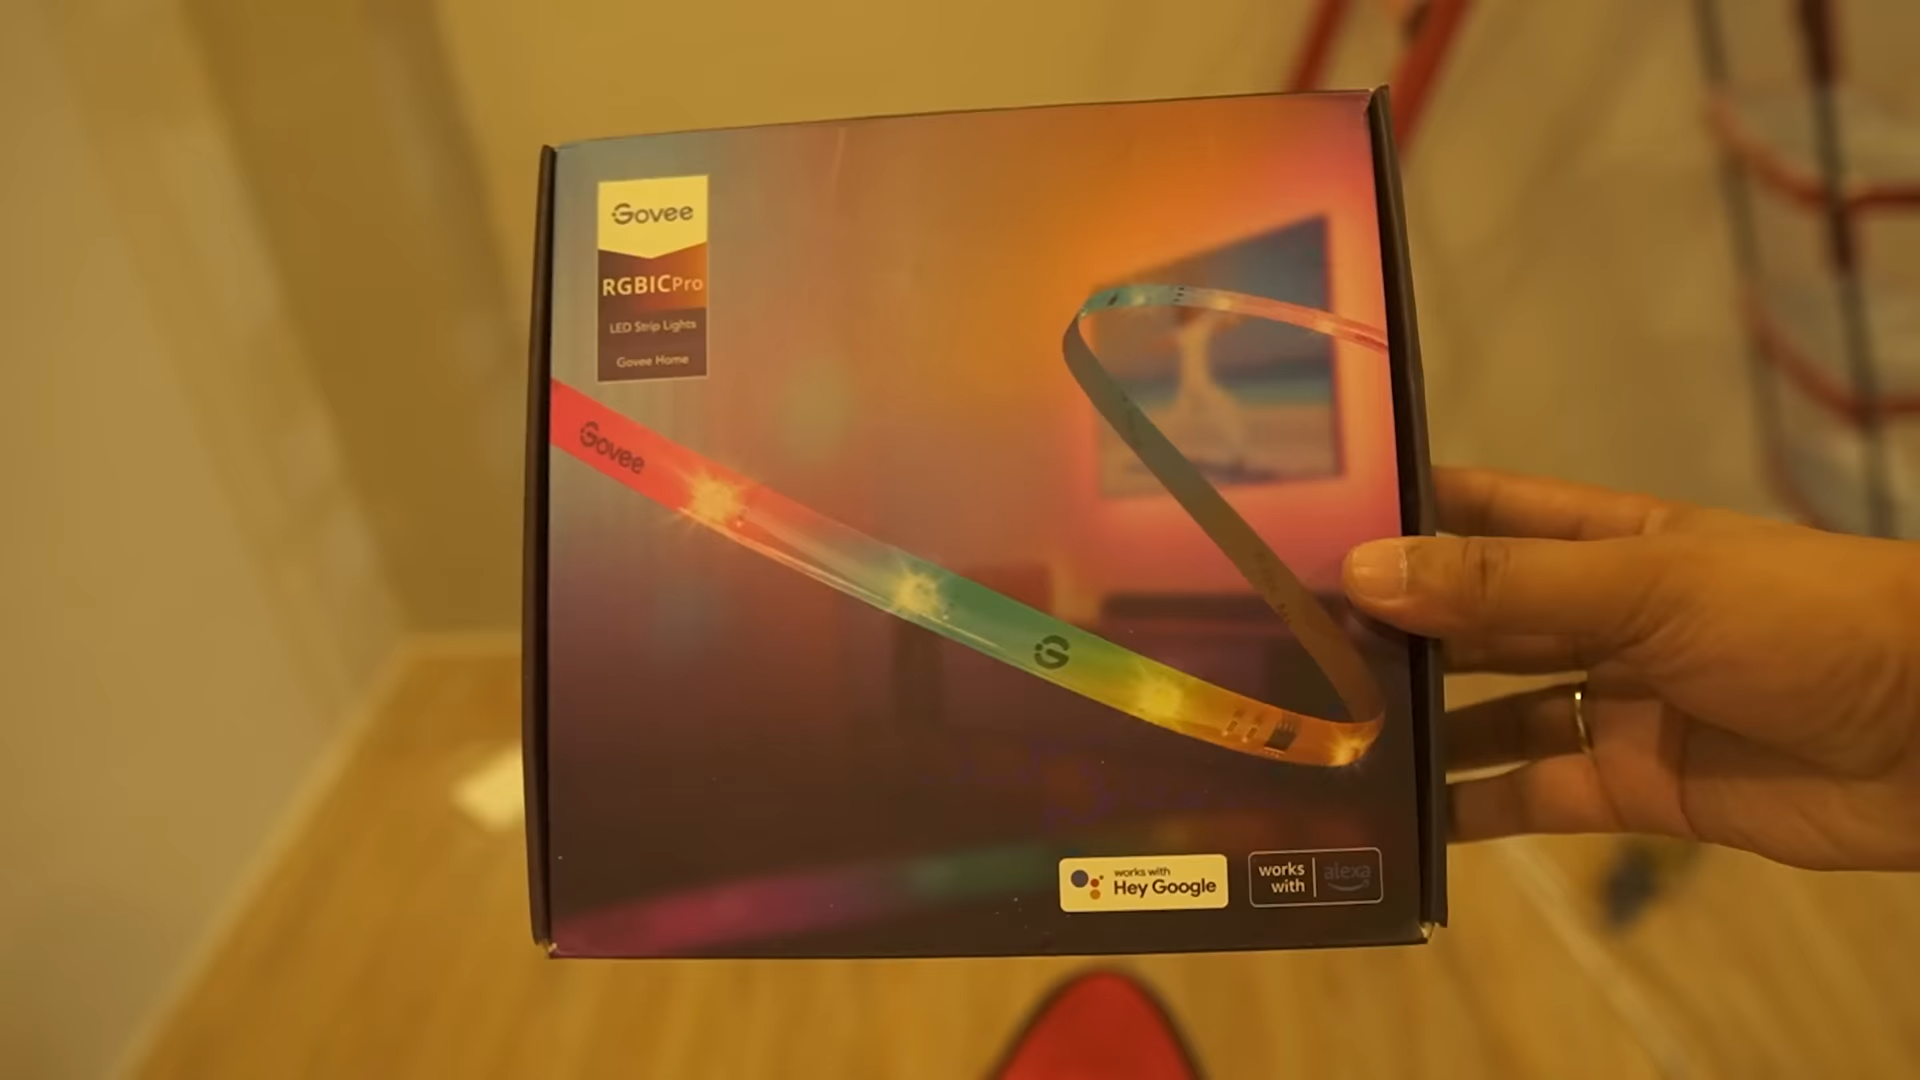 Govee
RGBICPro
LED Strip Lights
Govee Home
Govee
G
works with
Hey Google
works
with
alexa